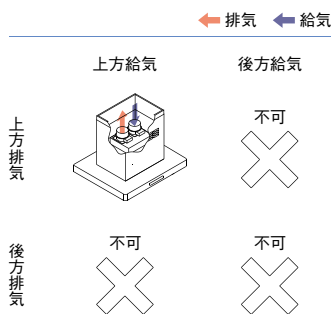 排気 給気
上方給気 後方給気
上方排気
不可
後方排気
不可 不可